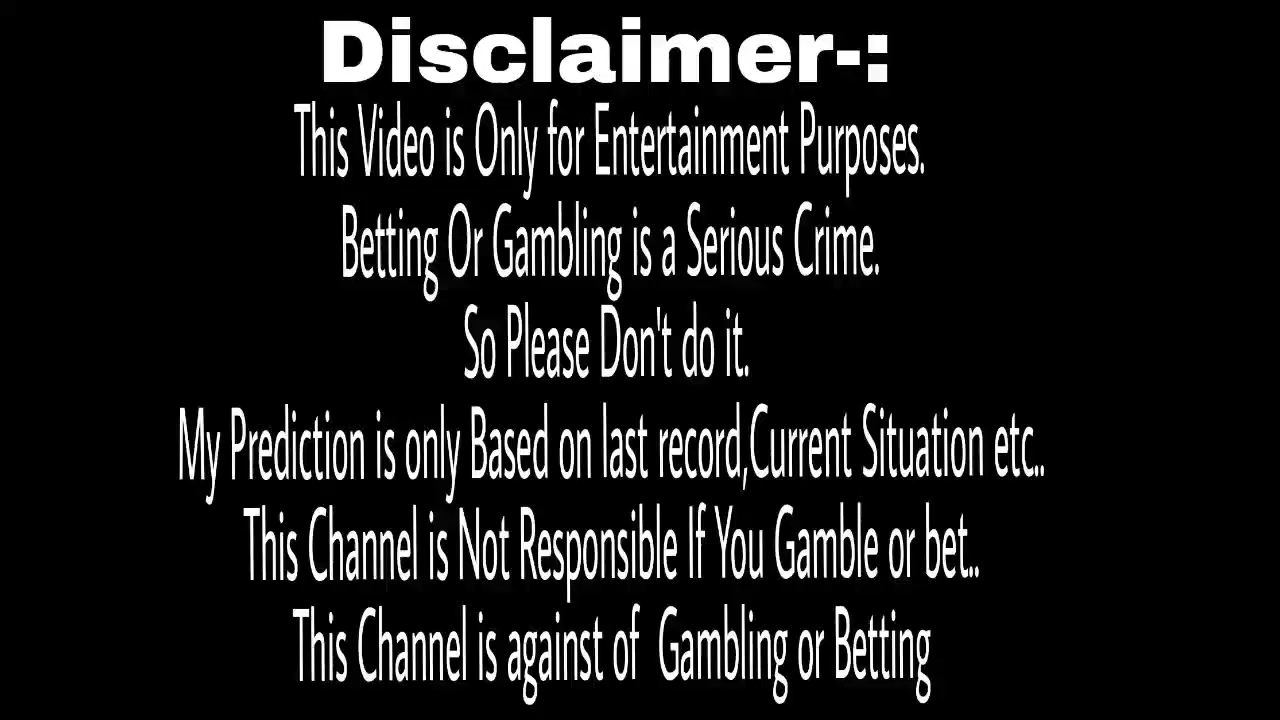 Disclaimer-:
This Video is Only for Entertainment Purposes.
Betting Or Gambling is a Serious Crime.
So Please Don't do it.
My Prediction is only Based on last record,Current Situation etc..
This Channel is Not Responsible If You Gamble or bet..
This Channel is against of  Gambling or Betting